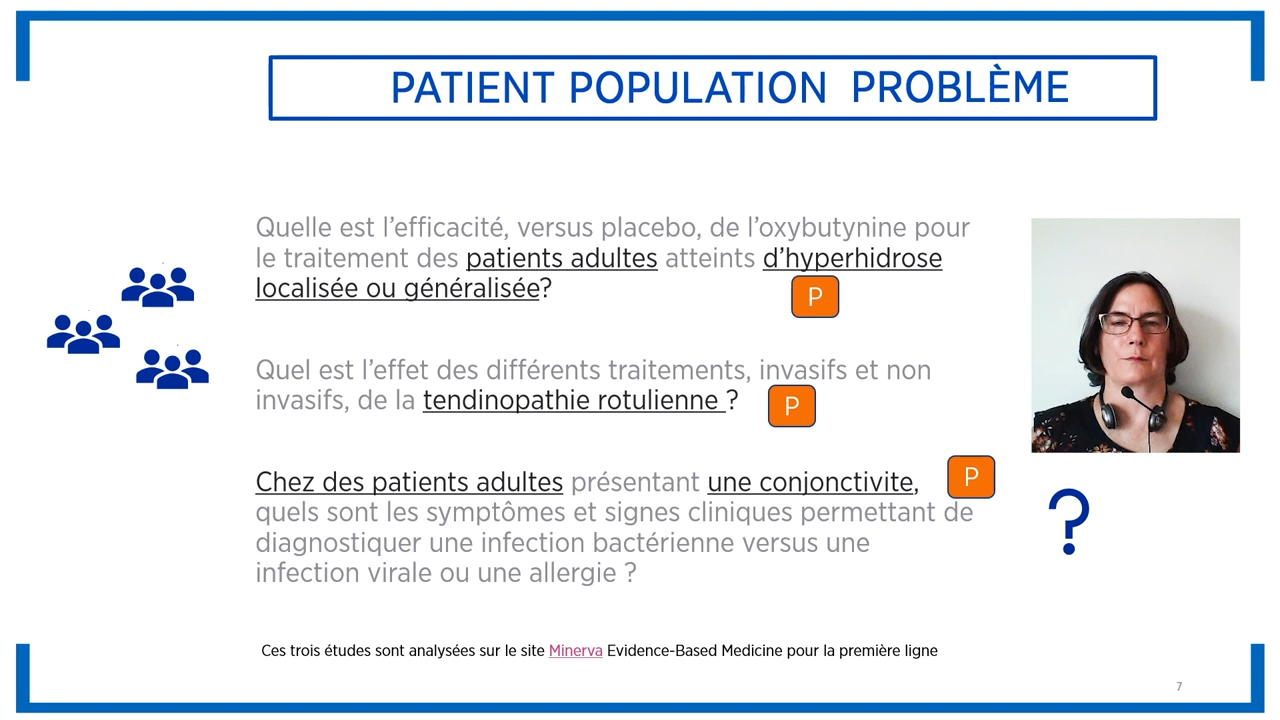 PATIENT POPULATION PROBLÈME
Quelle est l’efficacité, versus placebo, de l’oxybutynine pour
le traitement des patients adultes atteints d’hyperhidrose
localisée ou généralisée?
P
Quel est l’effet des différents traitements, invasifs et non
invasifs, de la tendinopathie rotulienne ?
P
Chez des patients adultes présentant une conjonctivite,
P
quels sont les symptômes et signes cliniques permettant de
diagnostiquer une infection bactérienne versus une
infection virale ou une allergie ?
?
Ces trois études sont analysées sur le site Minerva Evidence-Based Medicine pour la première ligne
7